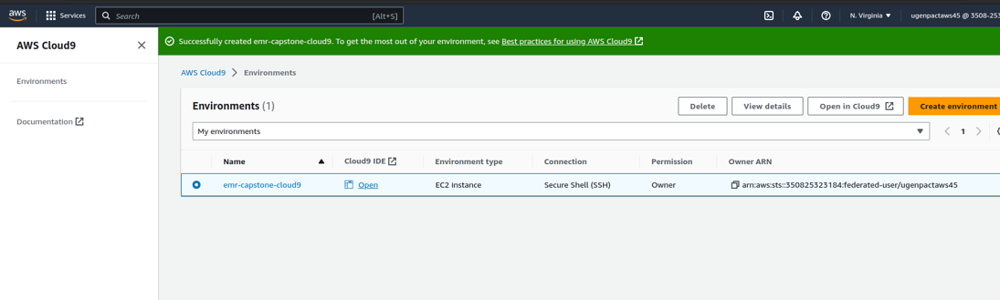 aws Services Search [Alt+S] N. Virginia ugenpactaws45 @ 3508-253
AWS Cloud9
Successfully created emr-capstone-cloud9. To get the most out of your environment, see Best practices for using AWS Cloud9
AWS Cloud9 > Environments
Environments
Documentation
Environments (1) Delete View details Open in Cloud9 Create environment
My environments 1
Name Cloud9 IDE Environment type Connection Permission Owner ARN
emr-capstone-cloud9 Open EC2 instance Secure Shell (SSH) Owner arn:aws:sts::350825323184:federated-user/ugenpactaws45